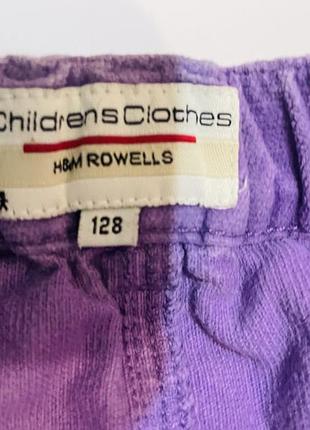 Childrens Clothes
H&M ROWELLS
128